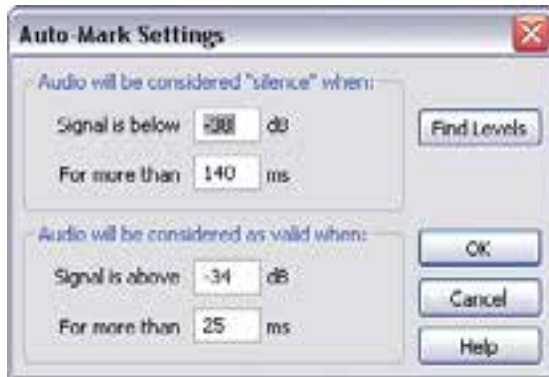 Auto-Mark Settings
Audio will be considered "silence" when:
Signal is below dB
For more than 140 ms
Find Levels
Audio will be considered as valid when:
Signal is above -34 dB
For more than 25 ms
OK
Cancel
Help